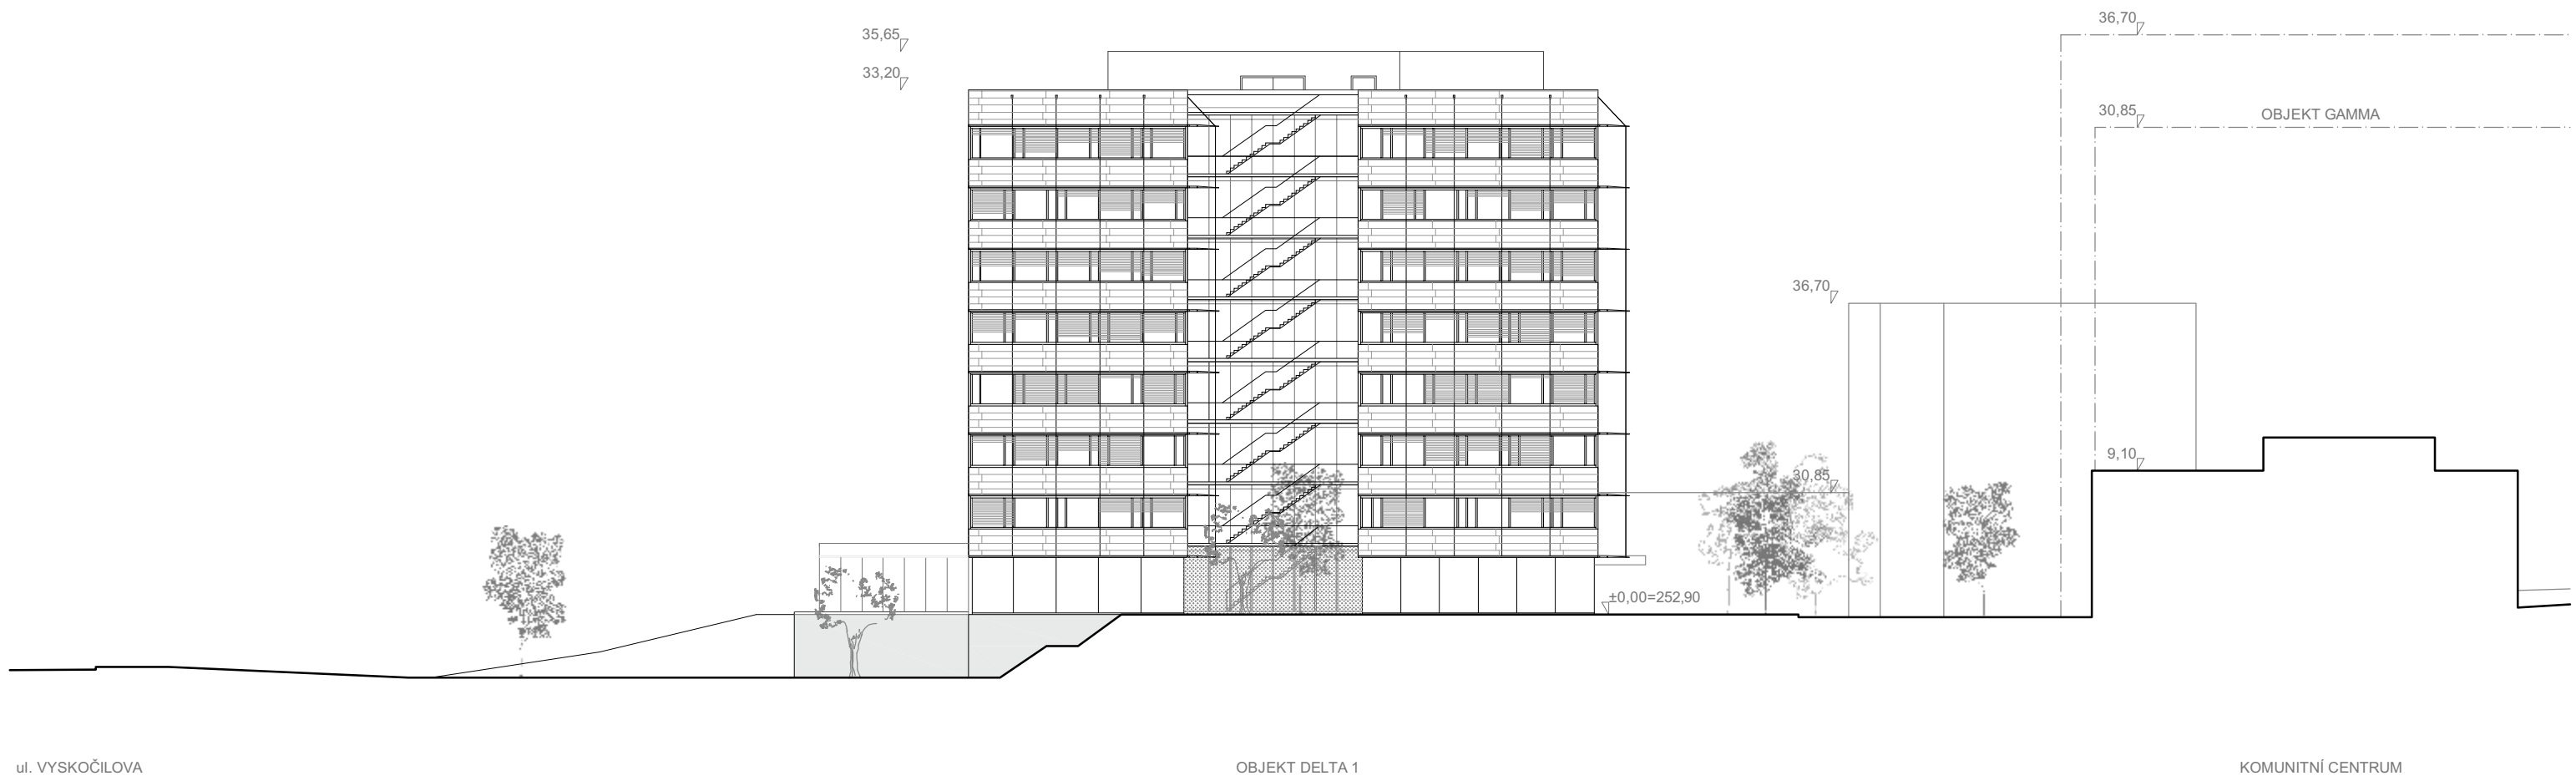 36,70
35,65
33,20
30,85
OBJEKT GAMMA
36,70
9,10
30,85
±0,00=252,90
ul. VYSKOČILOVA
OBJEKT DELTA 1
KOMUNITNÍ CENTRUM